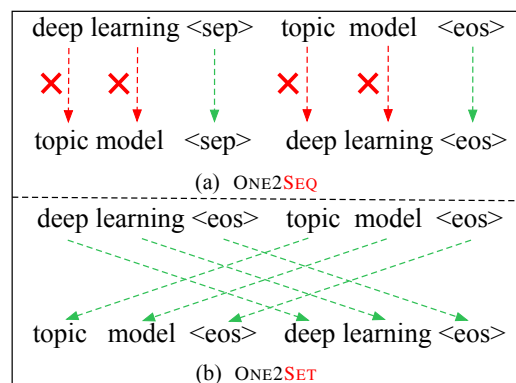 deep learning <sep> topic model <eos>
topic model <sep> deep learning <eos>
(a) ONE2SEQ
deep learning <eos> topic model <eos>
topic model <eos> deep learning <eos>
(b) ONE2SET